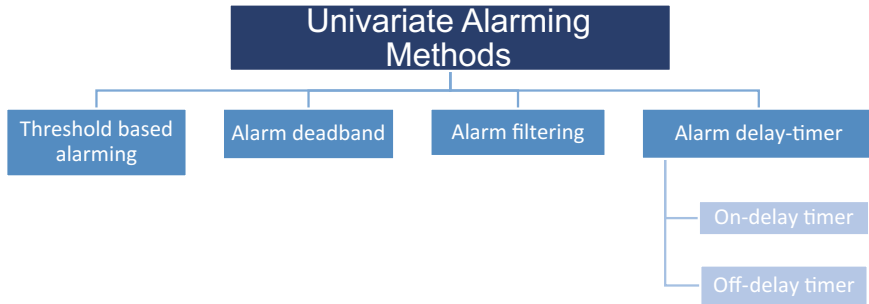 Univariate Alarming
Methods
Threshold based
alarming
Alarm deadband
Alarm filtering
Alarm delay-timer
On-delay timer
Off-delay timer